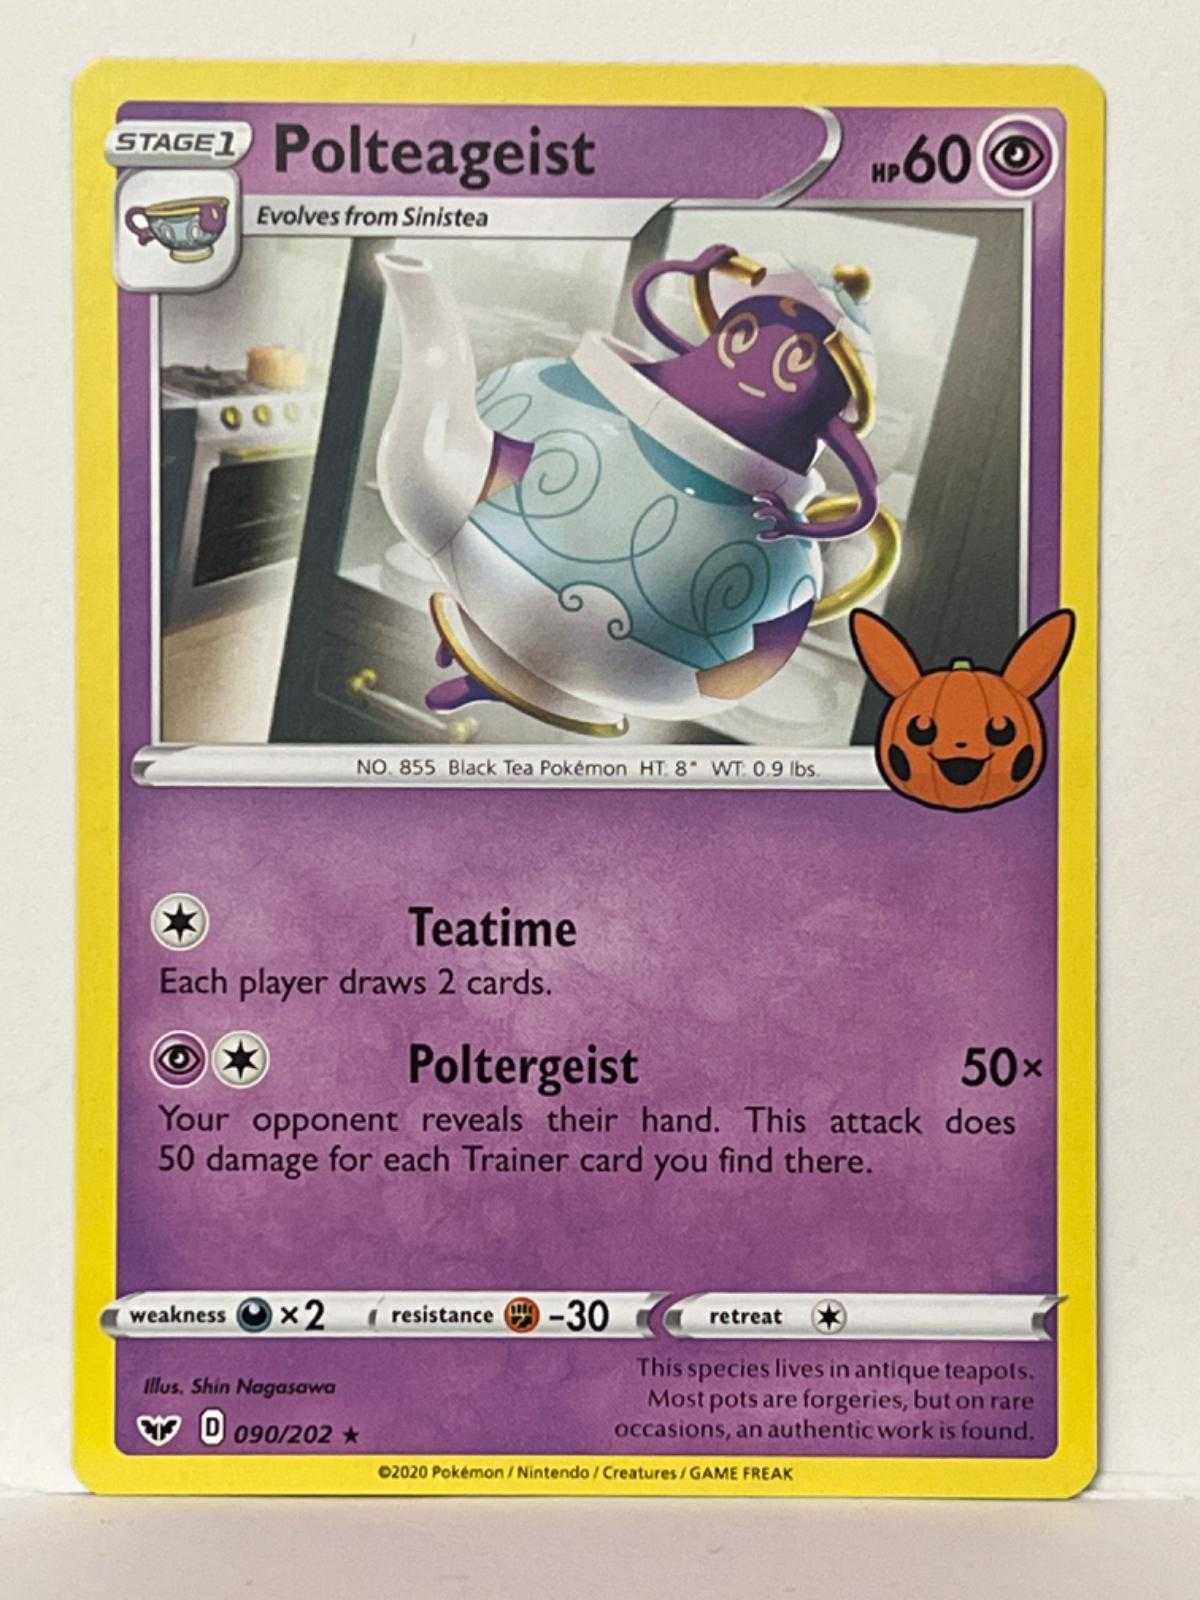 STAGE1 Polteageist HP60
Evolves from Sinistea
NO. 855 Black Tea Pokémon HT: 8" WT: 0.9 lbs.
Teatime
Each player draws 2 cards.
Poltergeist 50×
Your opponent reveals their hand. This attack does
50 damage for each Trainer card you find there.
weakness ×2 resistance -30 retreat
Illus. Shin Nagasawa
This species lives in antique teapots.
Most pots are forgeries, but on rare
occasions, an authentic work is found.
D 090/202 ★
©2020 Pokémon / Nintendo / Creatures / GAME FREAK